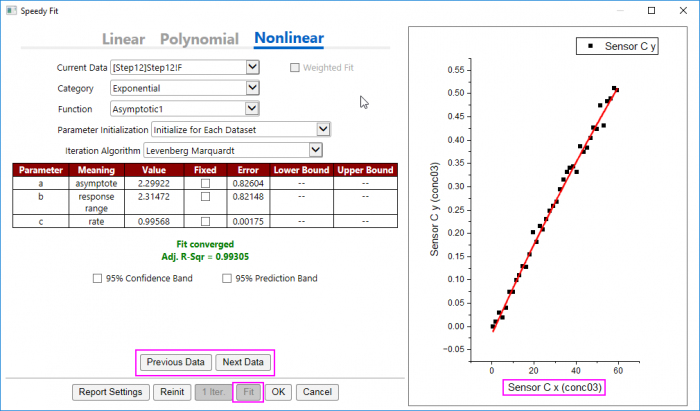 Speedy Fit
Linear Polynomial Nonlinear
Current Data [Step12]Step12!F Weighted Fit
Category Exponential
Function Asymptotic1
Parameter Initialization Initialize for Each Dataset
Iteration Algorithm Levenberg Marquardt
Parameter Meaning Value Fixed Error Lower Bound Upper Bound
a asymptote 2.29922 0.82604 -- --
b response range 2.31472 0.82148 -- --
c rate 0.99568 0.00175 -- --
Fit converged
Adj. R-Sqr = 0.99305
95% Confidence Band 95% Prediction Band
Previous Data Next Data
Report Settings Reinit 1 Iter. Fit OK Cancel
Sensor C y
0.55
0.50
0.45
0.40
0.35
0.30
0.25
0.20
0.15
0.10
0.05
0.00
−0.05
Sensor C y (conc03)
0 20 40 60
Sensor C x (conc03)